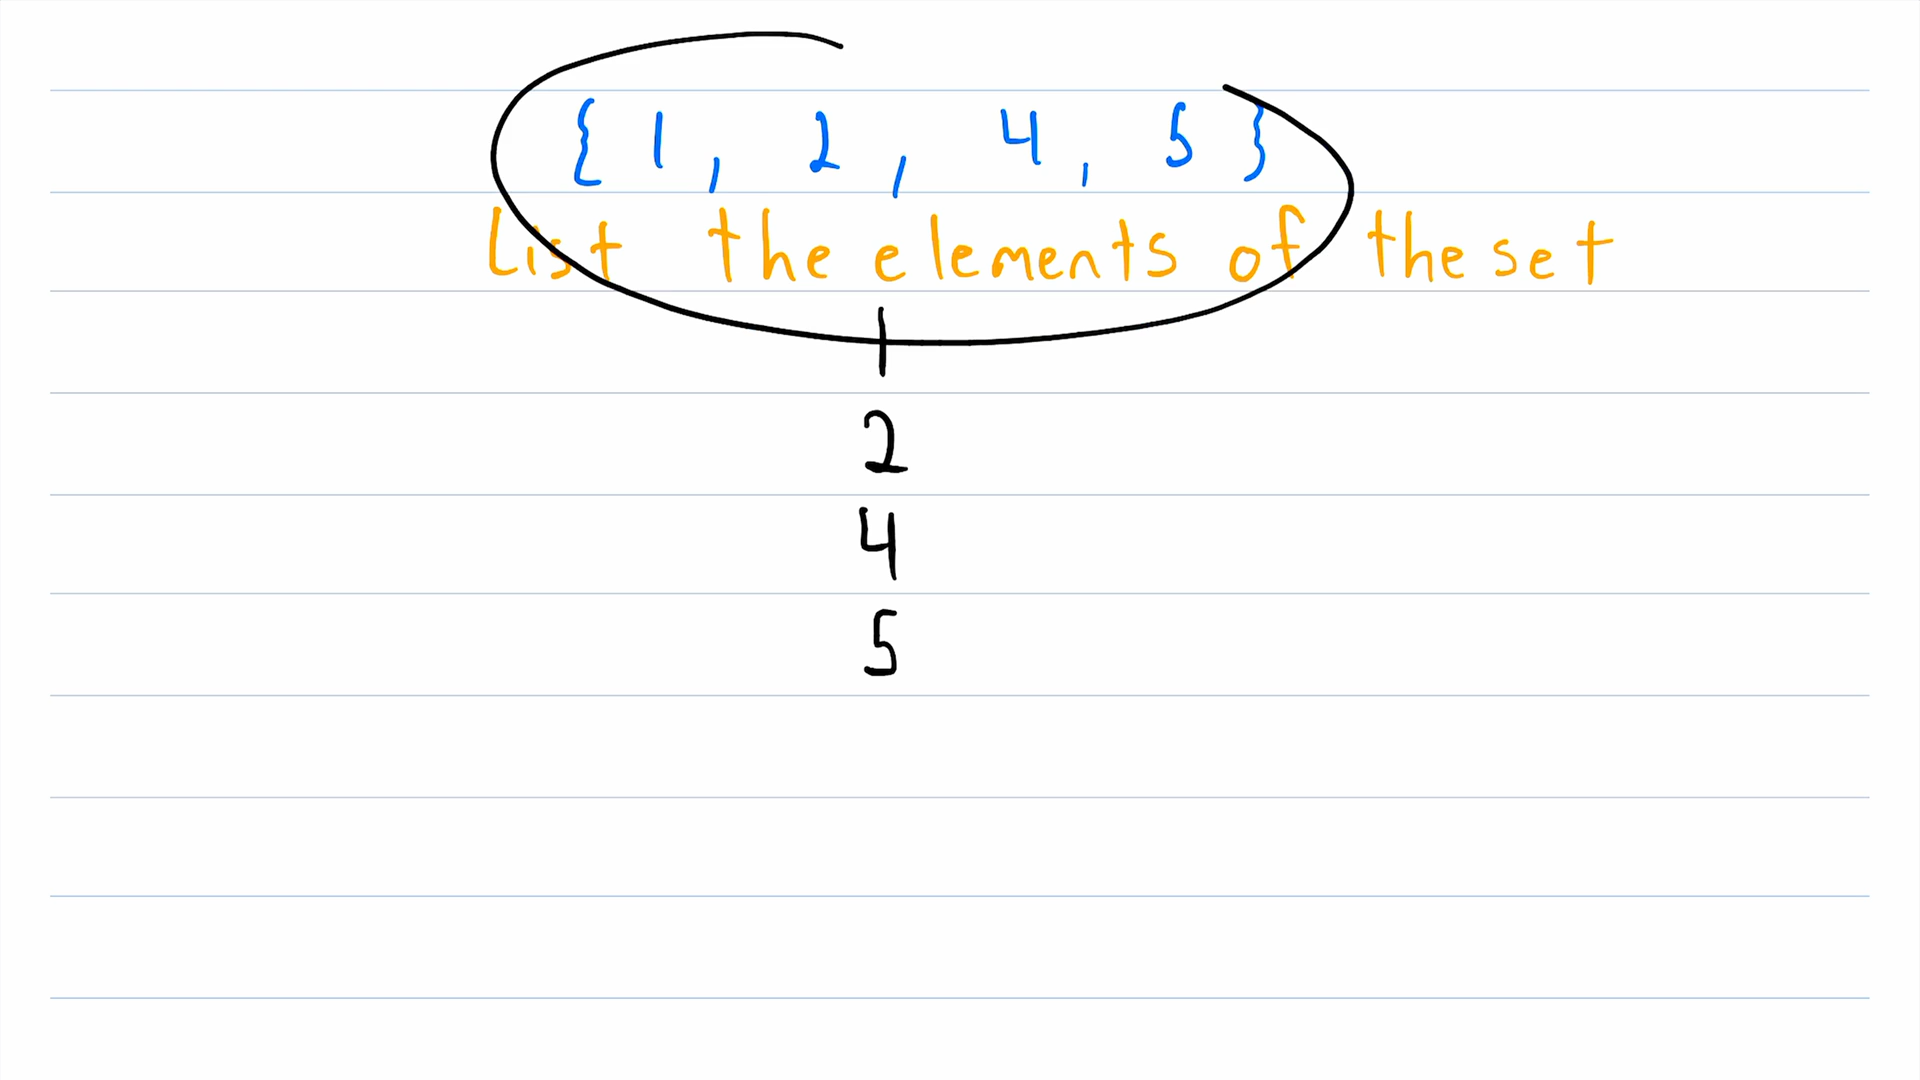 { 1 , 2 , 4 , 5 }
List the elements of the set
1
2
4
5